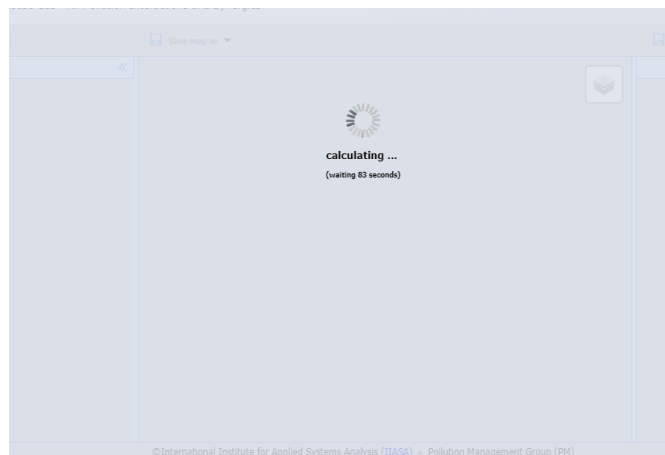 Save map as
«
calculating ...
(waiting 83 seconds)
©International Institute for Applied Systems Analysis (IIASA) - Pollution Management Group (PM)